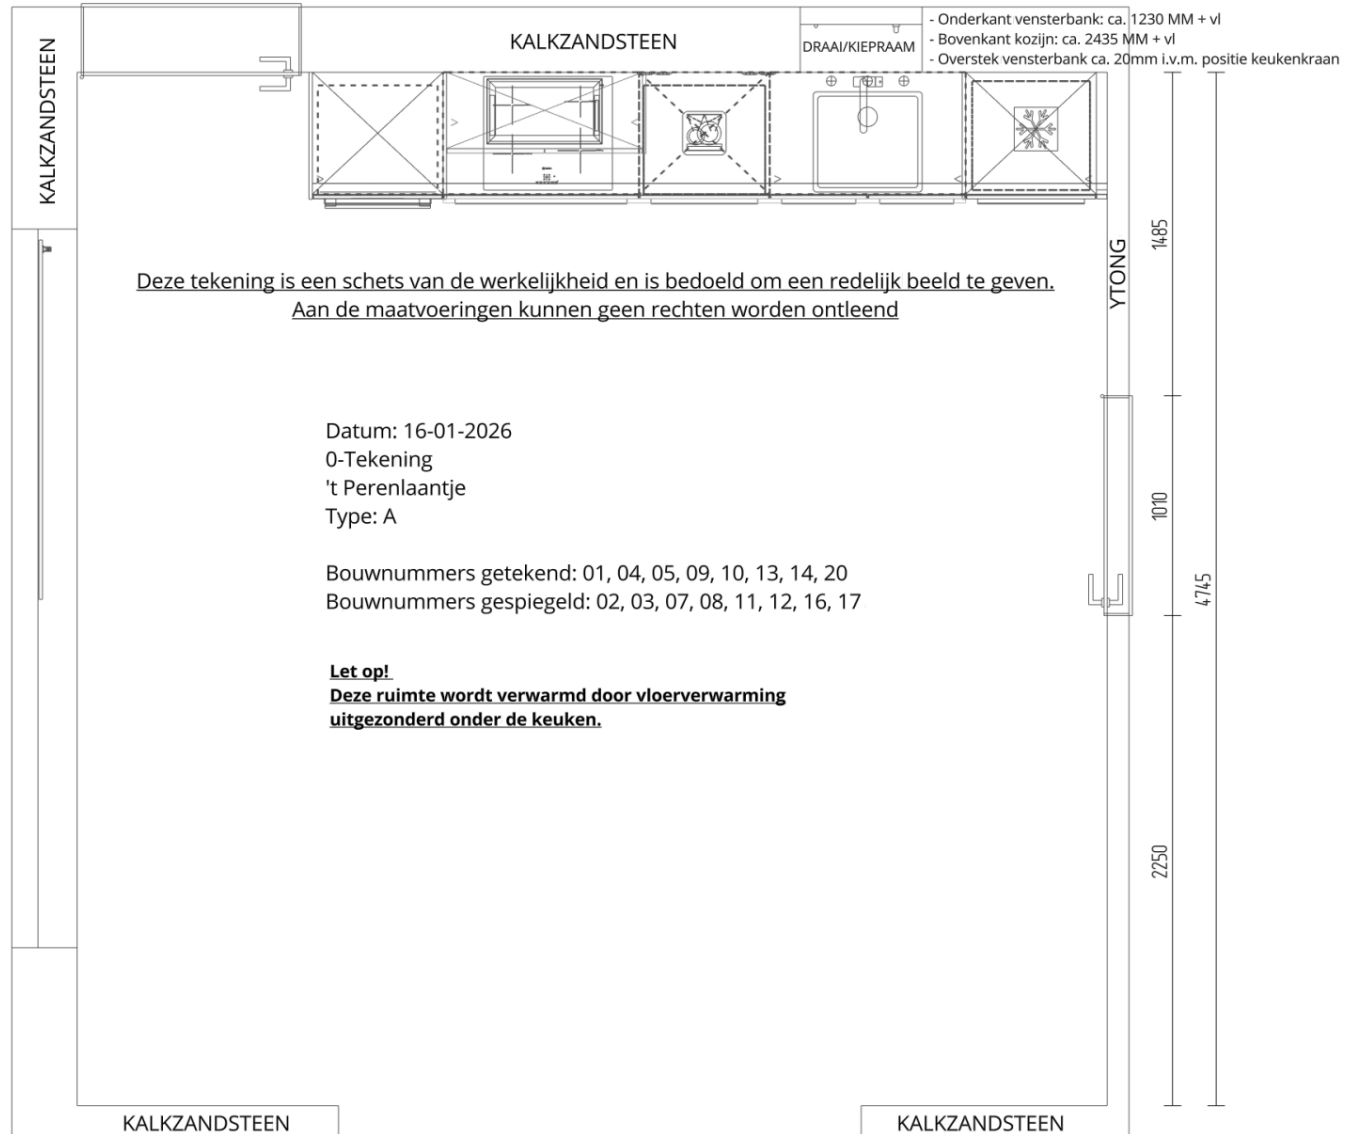 KALKZANDSTEEN
KALKZANDSTEEN
DRAAI/KIEPRAAM
- Onderkant vensterbank: ca. 1230 MM + vl
- Bovenkant kozijn: ca. 2435 MM + vl
- Overstek vensterbank ca. 20mm i.v.m. positie keukenkraan
1485
YTONG
Deze tekening is een schets van de werkelijkheid en is bedoeld om een redelijk beeld te geven.
Aan de maatvoeringen kunnen geen rechten worden ontleend
Datum: 16-01-2026
0-Tekening
't Perenlaantje
Type: A
1010
Bouwnummers getekend: 01, 04, 05, 09, 10, 13, 14, 20
Bouwnummers gespiegeld: 02, 03, 07, 08, 11, 12, 16, 17
4745
Let op!
Deze ruimte wordt verwarmd door vloerverwarming
uitgezonderd onder de keuken.
2250
KALKZANDSTEEN
KALKZANDSTEEN